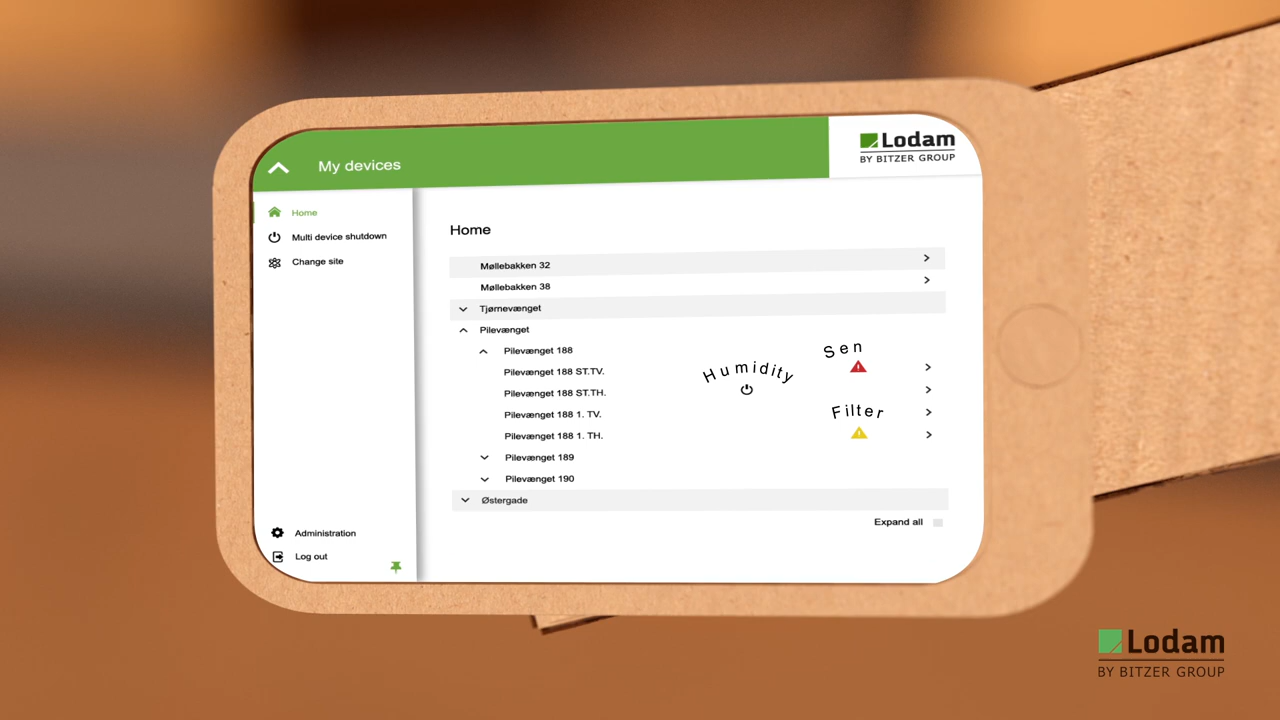 My devices
Lodam
BY BITZER GROUP
Home
Multi device shutdown
Change site
Administration
Log out
Home
Møllebakken 32
Møllebakken 38
Tjørnevænget
Pilevænget
Pilevænget 188
Pilevænget 188 ST.TV.
Pilevænget 188 ST.TH.
Pilevænget 188 1. TV.
Pilevænget 188 1. TH.
Pilevænget 189
Pilevænget 190
Østergade
Humidity
Sen
Filter
Expand all
Lodam
BY BITZER GROUP